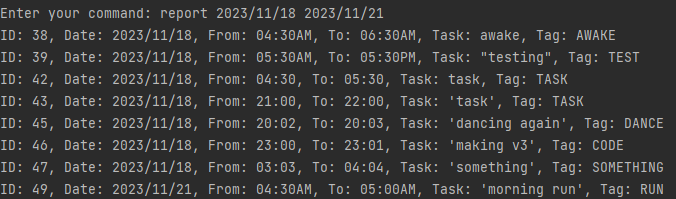 Enter your command: report 2023/11/18 2023/11/21
ID: 38, Date: 2023/11/18, From: 04:30AM, To: 06:30AM, Task: awake, Tag: AWAKE
ID: 39, Date: 2023/11/18, From: 05:30AM, To: 05:30PM, Task: "testing", Tag: TEST
ID: 42, Date: 2023/11/18, From: 04:30, To: 05:30, Task: task, Tag: TASK
ID: 43, Date: 2023/11/18, From: 21:00, To: 22:00, Task: 'task', Tag: TASK
ID: 45, Date: 2023/11/18, From: 20:02, To: 20:03, Task: 'dancing again', Tag: DANCE
ID: 46, Date: 2023/11/18, From: 23:00, To: 23:01, Task: 'making v3', Tag: CODE
ID: 47, Date: 2023/11/18, From: 03:03, To: 04:04, Task: 'something', Tag: SOMETHING
ID: 49, Date: 2023/11/21, From: 04:30AM, To: 05:00AM, Task: 'morning run', Tag: RUN